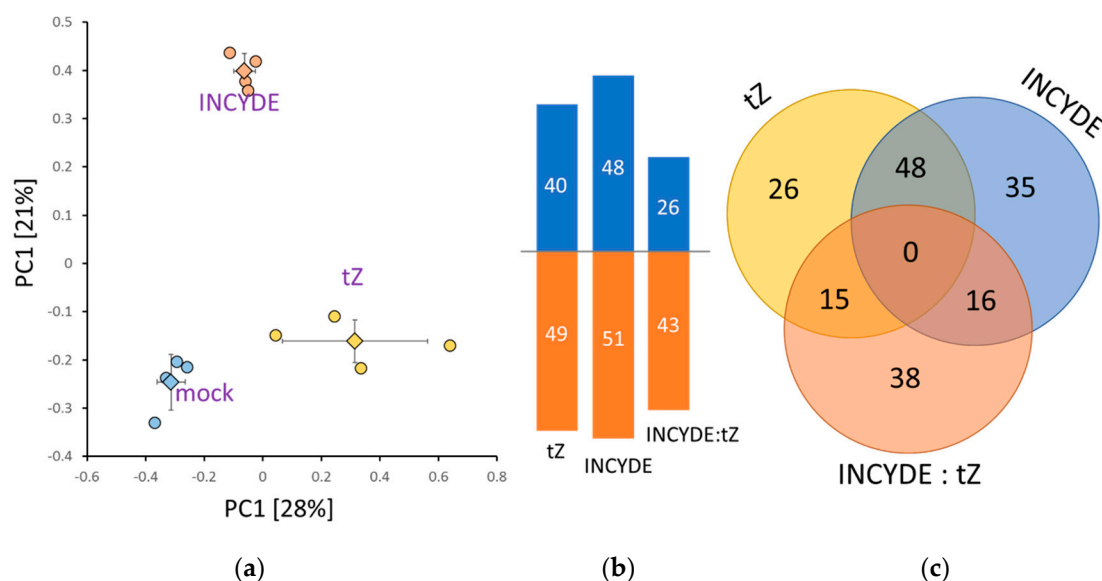 0.5
0.4
0.3
0.2
0.1
0
-0.1
-0.2
-0.3
-0.4
PC1 [21%]
-0.6
-0.4
-0.2
0
0.2
0.4
0.6
0.8
PC1 [28%]
INCYDE
tZ
mock
(a)
40
48
26
49
51
43
tZ
INCYDE
INCYDE:tZ
(b)
tZ
INCYDE
26
48
35
0
15
16
38
INCYDE : tZ
(c)